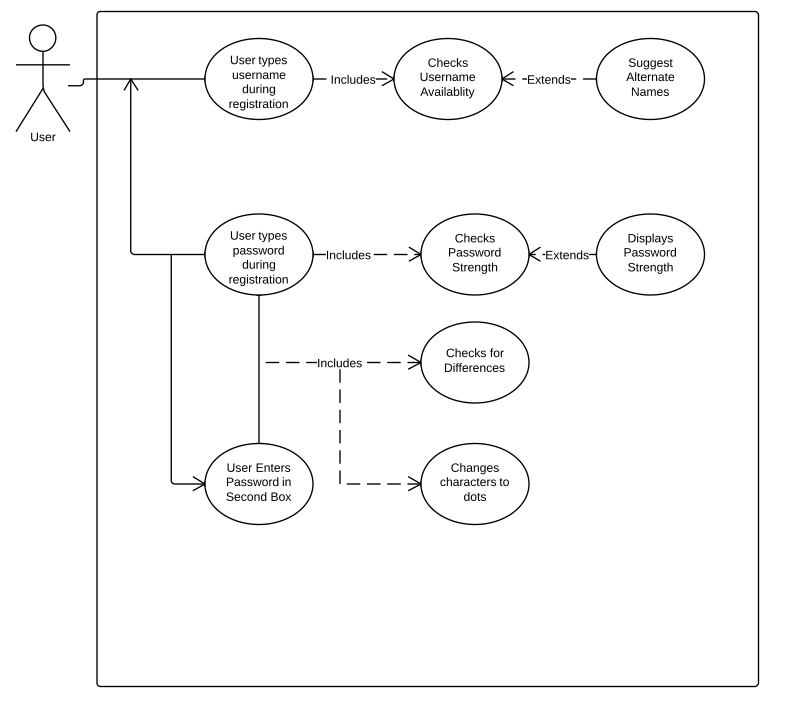 User
User types
username
during
registration
Includes
Checks
Username
Availablity
Extends
Suggest
Alternate
Names
User types
password
during
registration
Includes
Checks
Password
Strength
Extends
Displays
Password
Strength
Includes
Checks for
Differences
User Enters
Password in
Second Box
Changes
characters to
dots